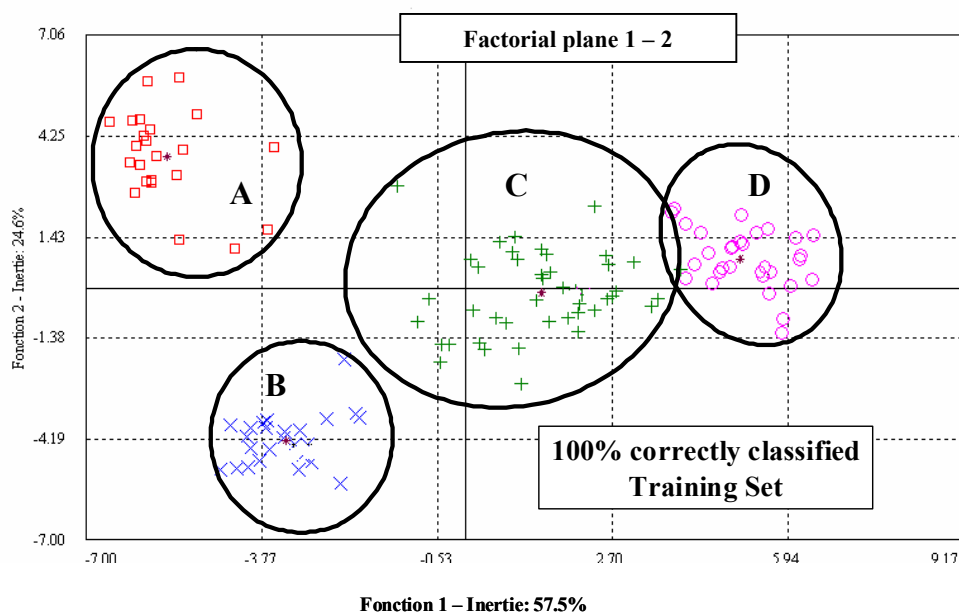 7.06
Factorial plane 1 – 2
4.25
A
C
D
1.43
Fonction 2 - Inertie: 24.6%
-1.38
B
-4.19
100% correctly classified
Training Set
-7.00
-7.00 -3.77 -0.53 2.70 5.94 9.17
Fonction 1 – Inertie: 57.5%